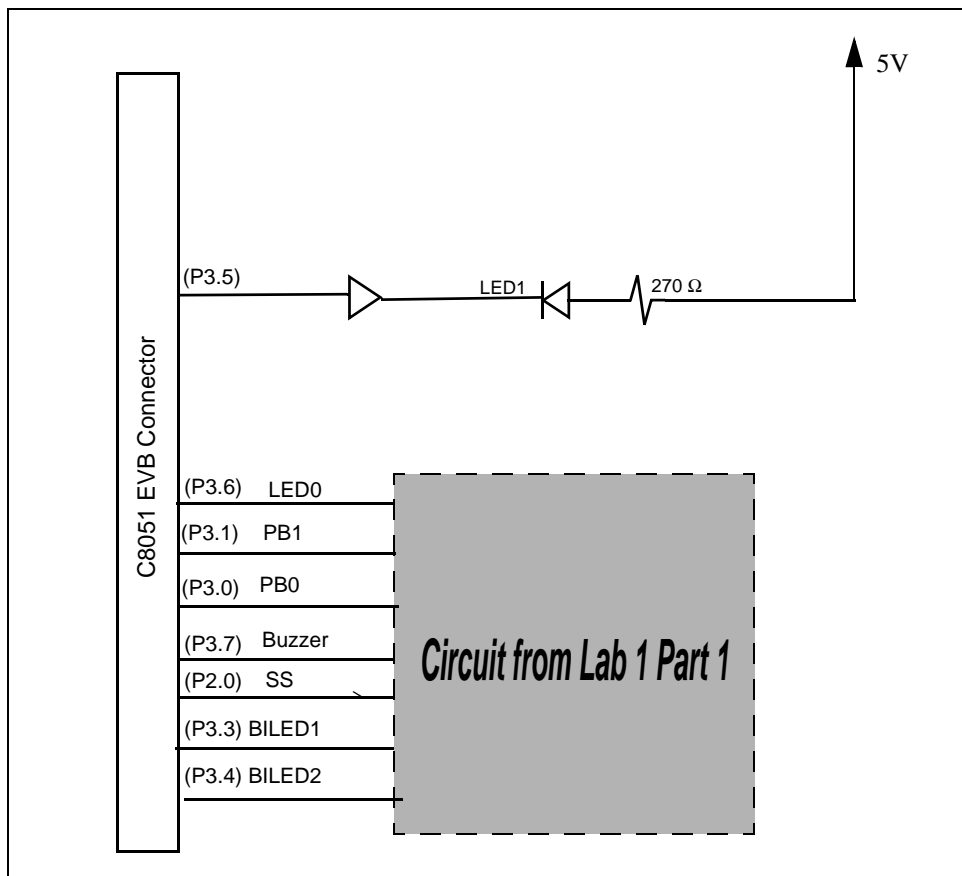 5V
(P3.5)
LED1
270 Ω
C8051 EVB Connector
(P3.6) LED0
(P3.1) PB1
(P3.0) PB0
(P3.7) Buzzer
(P2.0) SS
(P3.3) BILED1
(P3.4) BILED2
Circuit from Lab 1 Part 1